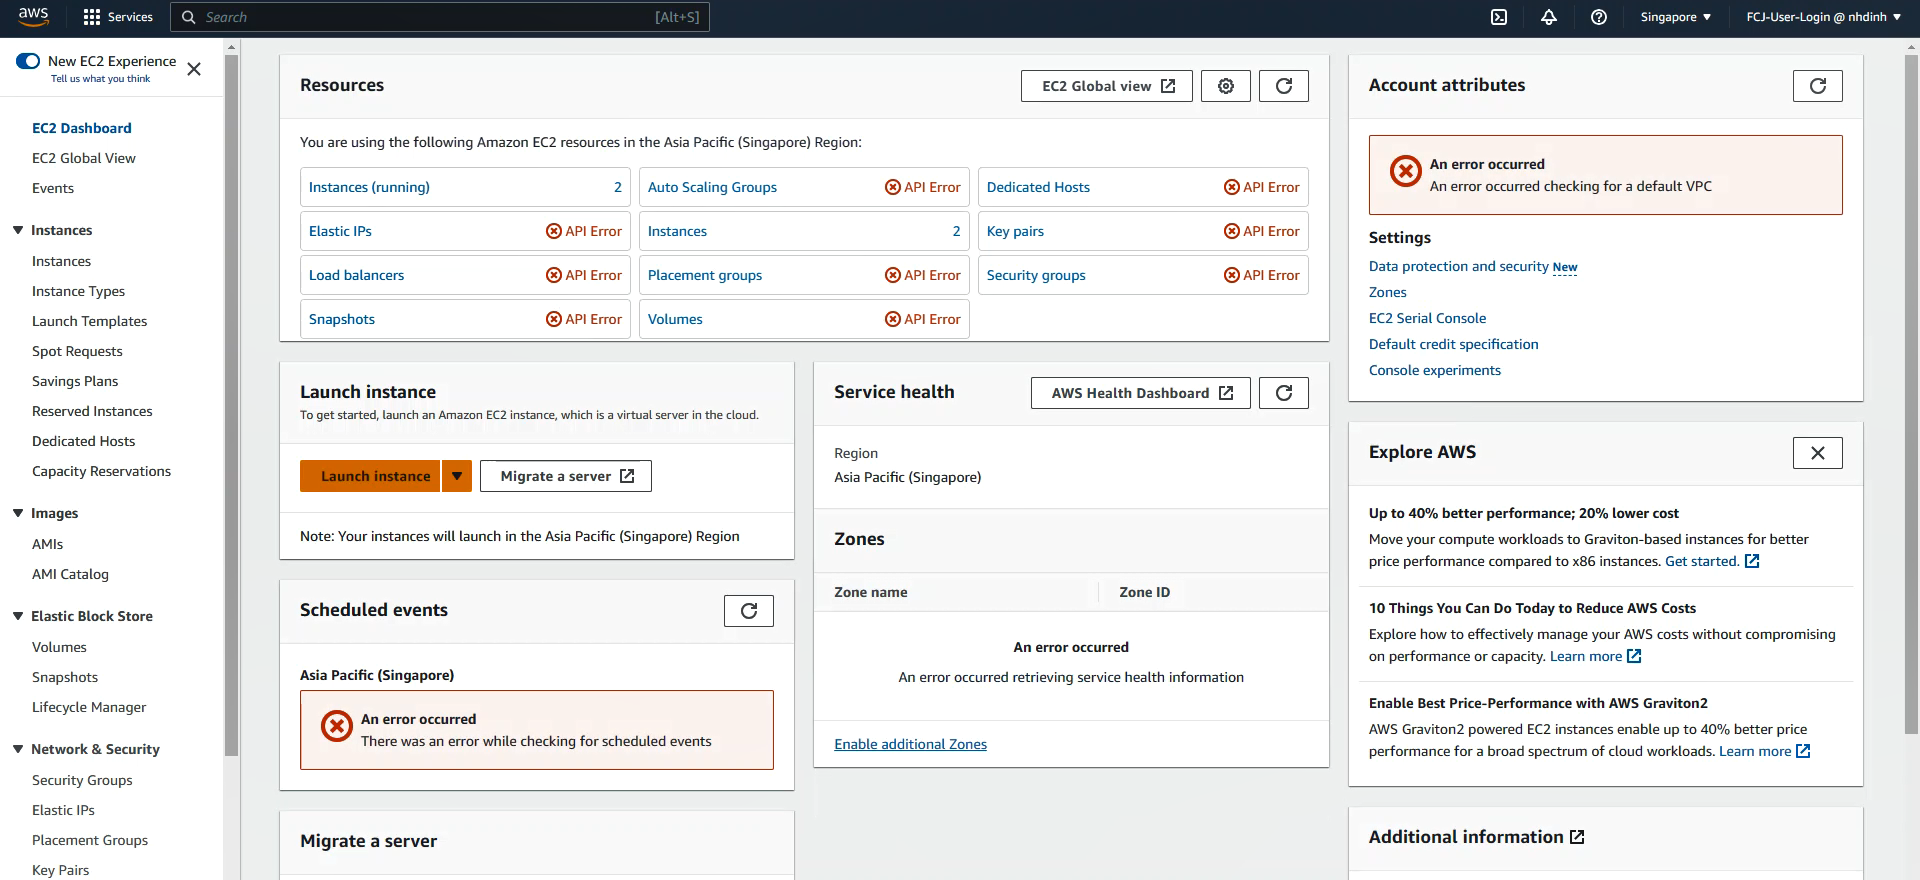 aws
Services
Search
[Alt+S]
Singapore
FCJ-User-Login @ nhdinh
New EC2 Experience
Tell us what you think
EC2 Dashboard
EC2 Global View
Events
Instances
Instances
Instance Types
Launch Templates
Spot Requests
Savings Plans
Reserved Instances
Dedicated Hosts
Capacity Reservations
Images
AMIs
AMI Catalog
Elastic Block Store
Volumes
Snapshots
Lifecycle Manager
Network & Security
Security Groups
Elastic IPs
Placement Groups
Key Pairs
Resources
EC2 Global view
You are using the following Amazon EC2 resources in the Asia Pacific (Singapore) Region:
Instances (running) 2
Auto Scaling Groups API Error
Dedicated Hosts API Error
Elastic IPs API Error
Instances 2
Key pairs API Error
Load balancers API Error
Placement groups API Error
Security groups API Error
Snapshots API Error
Volumes API Error
Launch instance
To get started, launch an Amazon EC2 instance, which is a virtual server in the cloud.
Launch instance
Migrate a server
Note: Your instances will launch in the Asia Pacific (Singapore) Region
Scheduled events
Asia Pacific (Singapore)
An error occurred
There was an error while checking for scheduled events
Migrate a server
Service health
AWS Health Dashboard
Region
Asia Pacific (Singapore)
Zones
Zone name
Zone ID
An error occurred
An error occurred retrieving service health information
Enable additional Zones
Account attributes
An error occurred
An error occurred checking for a default VPC
Settings
Data protection and security New
Zones
EC2 Serial Console
Default credit specification
Console experiments
Explore AWS
Up to 40% better performance; 20% lower cost
Move your compute workloads to Graviton-based instances for better
price performance compared to x86 instances. Get started.
10 Things You Can Do Today to Reduce AWS Costs
Explore how to effectively manage your AWS costs without compromising
on performance or capacity. Learn more
Enable Best Price-Performance with AWS Graviton2
AWS Graviton2 powered EC2 instances enable up to 40% better price
performance for a broad spectrum of cloud workloads. Learn more
Additional information